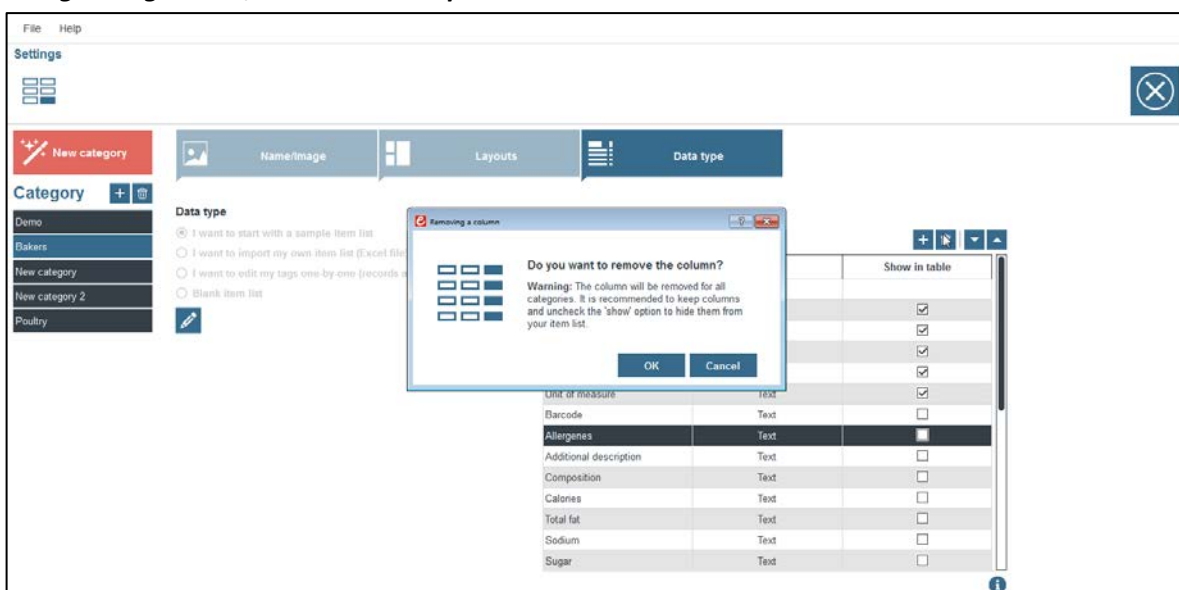 File Help
Settings
New category
Name/Image
Layouts
Data type
Category
Demo
Bakers
New category
New category 2
Poultry
Data type
I want to start with a sample item list
I want to import my own item list (Excel file)
I want to edit my tags one by one (records
Blank item list
Removing a column
Do you want to remove the column?
Warning: The column will be removed for all
categories. It is recommended to keep columns
and uncheck the 'show' option to hide them from
your item list.
OK Cancel
Show in table
Unit of measure Text
Barcode Text
Allergenes Text
Additional description Text
Composition Text
Calories Text
Total fat Text
Sodium Text
Sugar Text